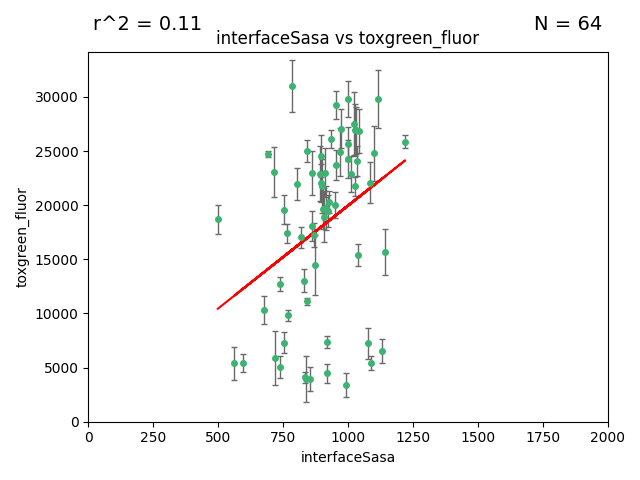 r^2 = 0.11
N = 64
interfaceSasa vs toxgreen_fluor
30000
25000
20000
15000
10000
5000
0
toxgreen_fluor
0 250 500 750 1000 1250 1500 1750 2000
interfaceSasa